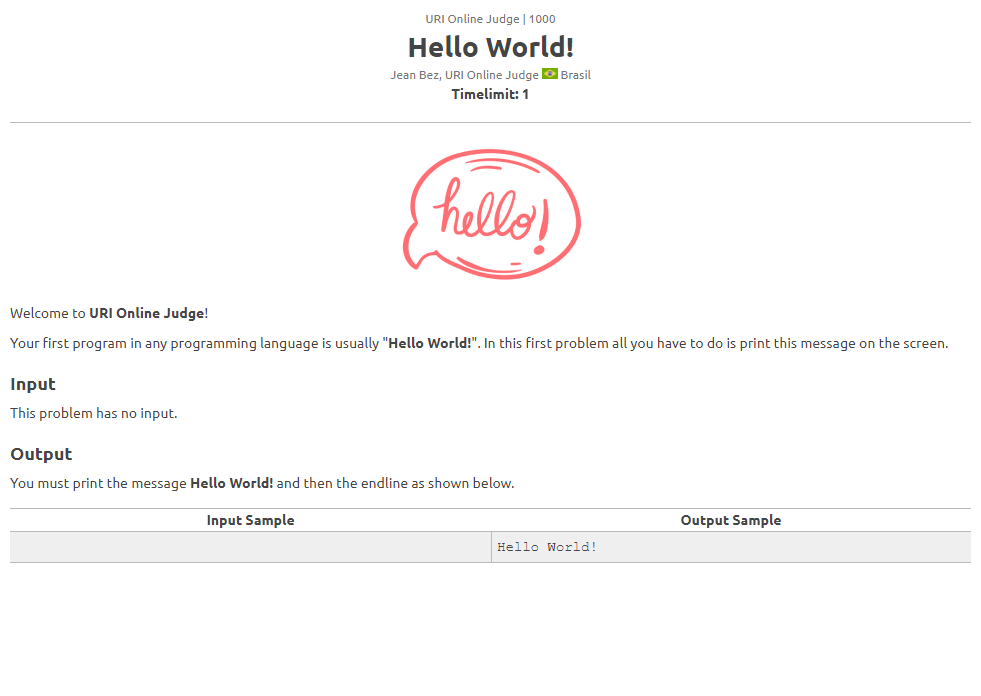 URI Online Judge | 1000
Hello World!
Jean Bez, URI Online Judge Brasil
Timelimit: 1
hello!
Welcome to URI Online Judge!
Your first program in any programming language is usually "Hello World!". In this first problem all you have to do is print this message on the screen.
Input
This problem has no input.
Output
You must print the message Hello World! and then the endline as shown below.
Input Sample Output Sample
Hello World!